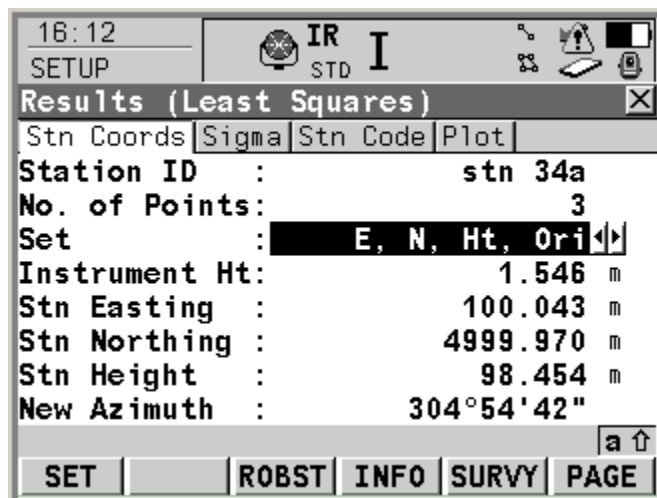 16:12
SETUP
IR
STD
I
Results (Least Squares)
Stn Coords Sigma Stn Code Plot
Station ID : stn 34a
No. of Points: 3
Set : E, N, Ht, Ori
Instrument Ht: 1.546 m
Stn Easting : 100.043 m
Stn Northing : 4999.970 m
Stn Height : 98.454 m
New Azimuth : 304°54'42"
a
SET ROBST INFO SURVY PAGE